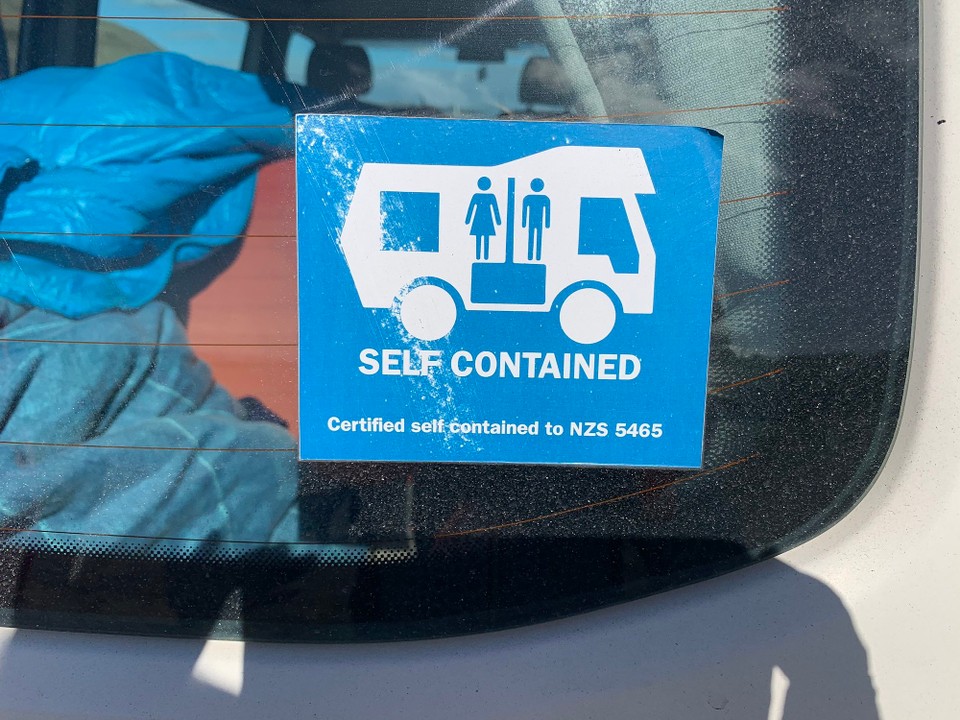 SELF CONTAINED
Certified self contained to NZS 5465